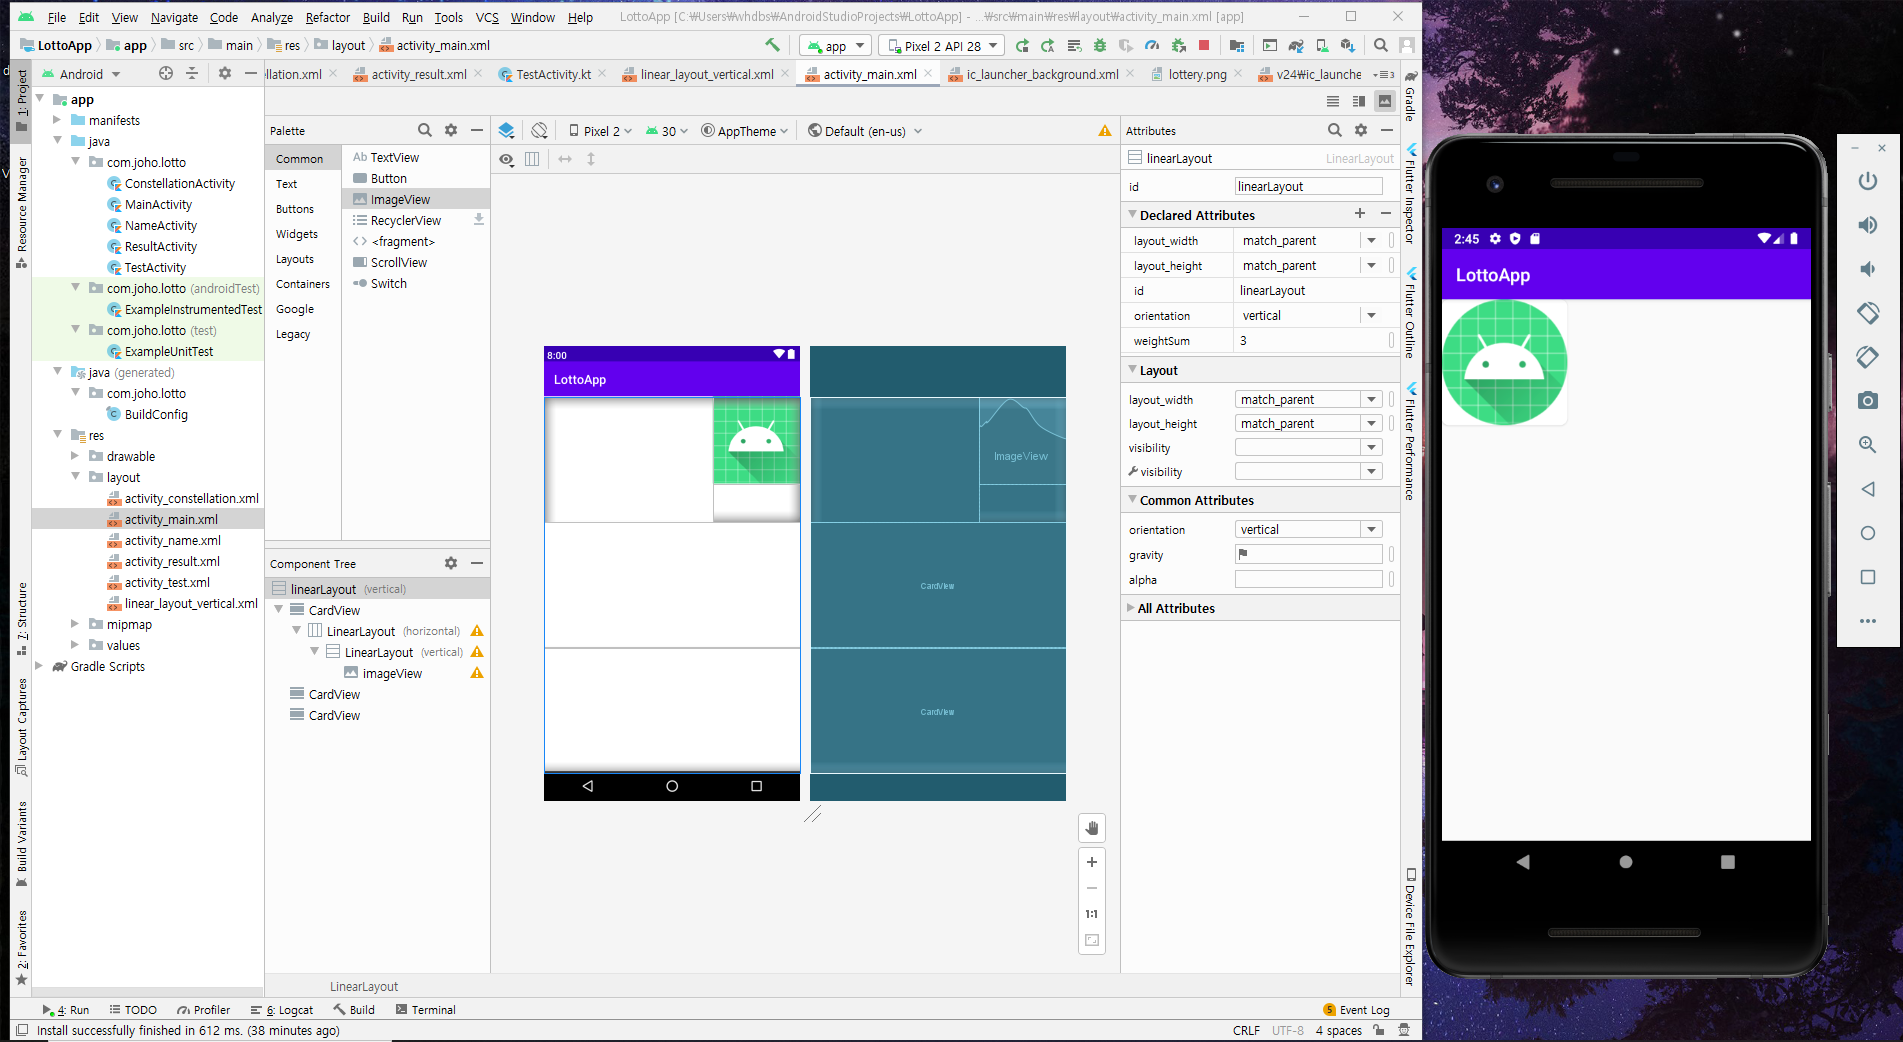 File Edit View Navigate Code Analyze Refactor Build Run Tools VCS Window Help LottoApp [C:₩Users₩whdbs₩AndroidStudioProjects₩LottoApp] - ...₩src₩main₩res₩layout₩activity_main.xml [app]
LottoApp app src main res layout activity_main.xml app Pixel 2 API 28
Android
ellation.xml activity_result.xml TestActivity.kt linear_layout_vertical.xml activity_main.xml ic_launcher_background.xml lottery.png v24₩ic_launche
1: Project
Resource Manager
7: Structure
Layout Captures
Build Variants
2: Favorites
app
manifests
java
com.joho.lotto
ConstellationActivity
MainActivity
NameActivity
ResultActivity
TestActivity
com.joho.lotto (androidTest)
ExampleInstrumentedTest
com.joho.lotto (test)
ExampleUnitTest
java (generated)
com.joho.lotto
BuildConfig
res
drawable
layout
activity_constellation.xml
activity_main.xml
activity_name.xml
activity_result.xml
activity_test.xml
linear_layout_vertical.xml
mipmap
values
Gradle Scripts
Palette
Common
Text
Buttons
Widgets
Layouts
Containers
Google
Legacy
Ab TextView
Button
ImageView
RecyclerView
<fragment>
ScrollView
Switch
Component Tree
linearLayout (vertical)
CardView
LinearLayout (horizontal)
LinearLayout (vertical)
imageView
CardView
CardView
Pixel 2 30 AppTheme Default (en-us)
8:00
LottoApp
ImageView
CardView
CardView
1:1
LinearLayout
Attributes
linearLayout LinearLayout
id linearLayout
Declared Attributes
layout_width match_parent
layout_height match_parent
id linearLayout
orientation vertical
weightSum 3
Layout
layout_width match_parent
layout_height match_parent
visibility
visibility
Common Attributes
orientation vertical
gravity
alpha
All Attributes
Gradle
Flutter Inspector
Flutter Outline
Flutter Performance
Device File Explorer
2:45
LottoApp
4: Run TODO Profiler 6: Logcat Build Terminal 5 Event Log
Install successfully finished in 612 ms. (38 minutes ago) CRLF UTF-8 4 spaces